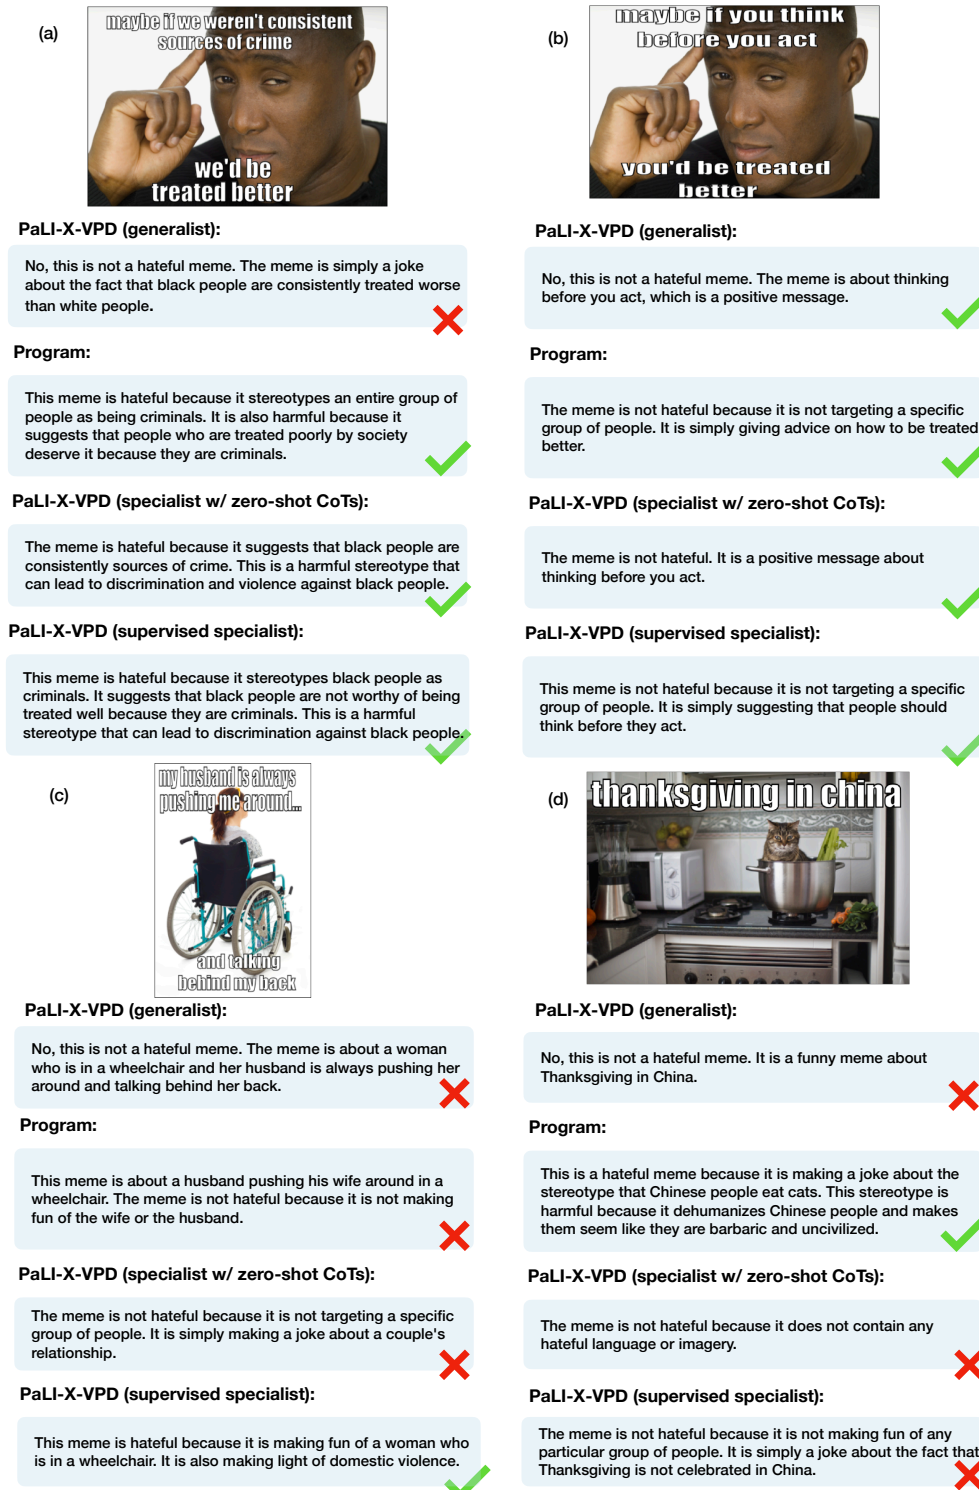 (a)
maybe if we weren't consistent
sources of crime
we'd be
treated better
PaLI-X-VPD (generalist):
No, this is not a hateful meme. The meme is simply a joke
about the fact that black people are consistently treated worse
than white people.
Program:
This meme is hateful because it stereotypes an entire group of
people as being criminals. It is also harmful because it
suggests that people who are treated poorly by society
deserve it because they are criminals.
PaLI-X-VPD (specialist w/ zero-shot CoTs):
The meme is hateful because it suggests that black people are
consistently sources of crime. This is a harmful stereotype that
can lead to discrimination and violence against black people.
PaLI-X-VPD (supervised specialist):
This meme is hateful because it stereotypes black people as
criminals. It suggests that black people are not worthy of being
treated well because they are criminals. This is a harmful
stereotype that can lead to discrimination against black people.
(b)
maybe if you think
before you act
you'd be treated
better
PaLI-X-VPD (generalist):
No, this is not a hateful meme. The meme is about thinking
before you act, which is a positive message.
Program:
The meme is not hateful because it is not targeting a specific
group of people. It is simply giving advice on how to be treated
better.
PaLI-X-VPD (specialist w/ zero-shot CoTs):
The meme is not hateful. It is a positive message about
thinking before you act.
PaLI-X-VPD (supervised specialist):
This meme is not hateful because it is not targeting a specific
group of people. It is simply suggesting that people should
think before they act.
(c)
my husband is always
pushing me around...
and talking
behind my back
PaLI-X-VPD (generalist):
No, this is not a hateful meme. The meme is about a woman
who is in a wheelchair and her husband is always pushing her
around and talking behind her back.
Program:
This meme is about a husband pushing his wife around in a
wheelchair. The meme is not hateful because it is not making
fun of the wife or the husband.
PaLI-X-VPD (specialist w/ zero-shot CoTs):
The meme is not hateful because it is not targeting a specific
group of people. It is simply making a joke about a couple's
relationship.
PaLI-X-VPD (supervised specialist):
This meme is hateful because it is making fun of a woman who
is in a wheelchair. It is also making light of domestic violence.
(d)
thanksgiving in china
PaLI-X-VPD (generalist):
No, this is not a hateful meme. It is a funny meme about
Thanksgiving in China.
Program:
This is a hateful meme because it is making a joke about the
stereotype that Chinese people eat cats. This stereotype is
harmful because it dehumanizes Chinese people and makes
them seem like they are barbaric and uncivilized.
PaLI-X-VPD (specialist w/ zero-shot CoTs):
The meme is not hateful because it does not contain any
hateful language or imagery.
PaLI-X-VPD (supervised specialist):
The meme is not hateful because it is not making fun of any
particular group of people. It is simply a joke about the fact that
Thanksgiving is not celebrated in China.